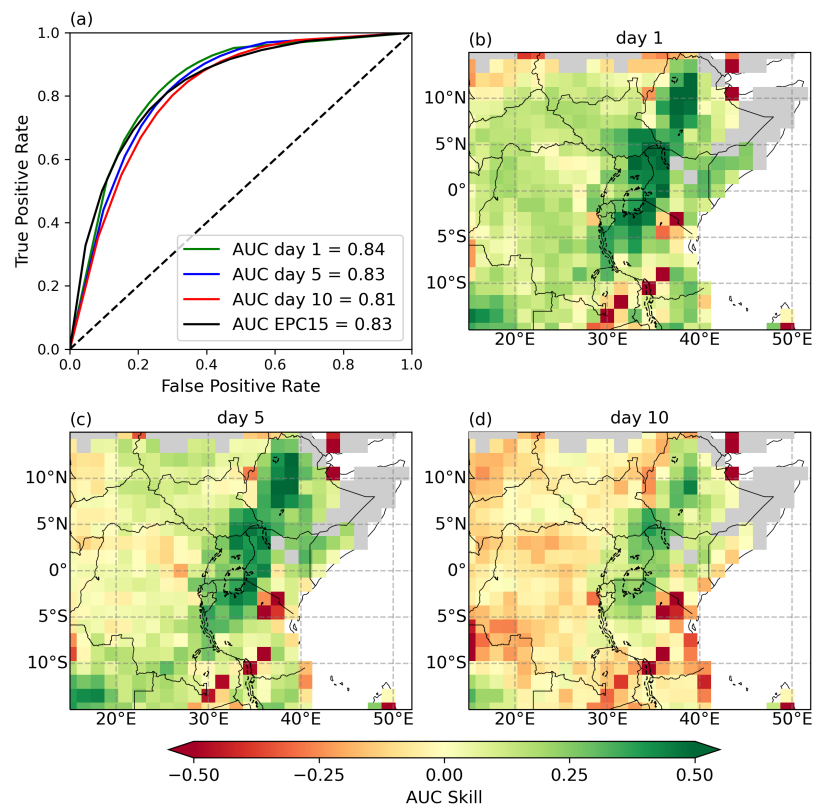 (a)
True Positive Rate
1.0
0.8
0.6
0.4
0.2
0.0
0.0 0.2 0.4 0.6 0.8 1.0
False Positive Rate
AUC day 1 = 0.84
AUC day 5 = 0.83
AUC day 10 = 0.81
AUC EPC15 = 0.83
(b) day 1
10°N
5°N
0°
5°S
10°S
20°E 30°E 40°E 50°E
(c) day 5
10°N
5°N
0°
5°S
10°S
20°E 30°E 40°E 50°E
(d) day 10
10°N
5°N
0°
5°S
10°S
20°E 30°E 40°E 50°E
−0.50 −0.25 0.00 0.25 0.50
AUC Skill